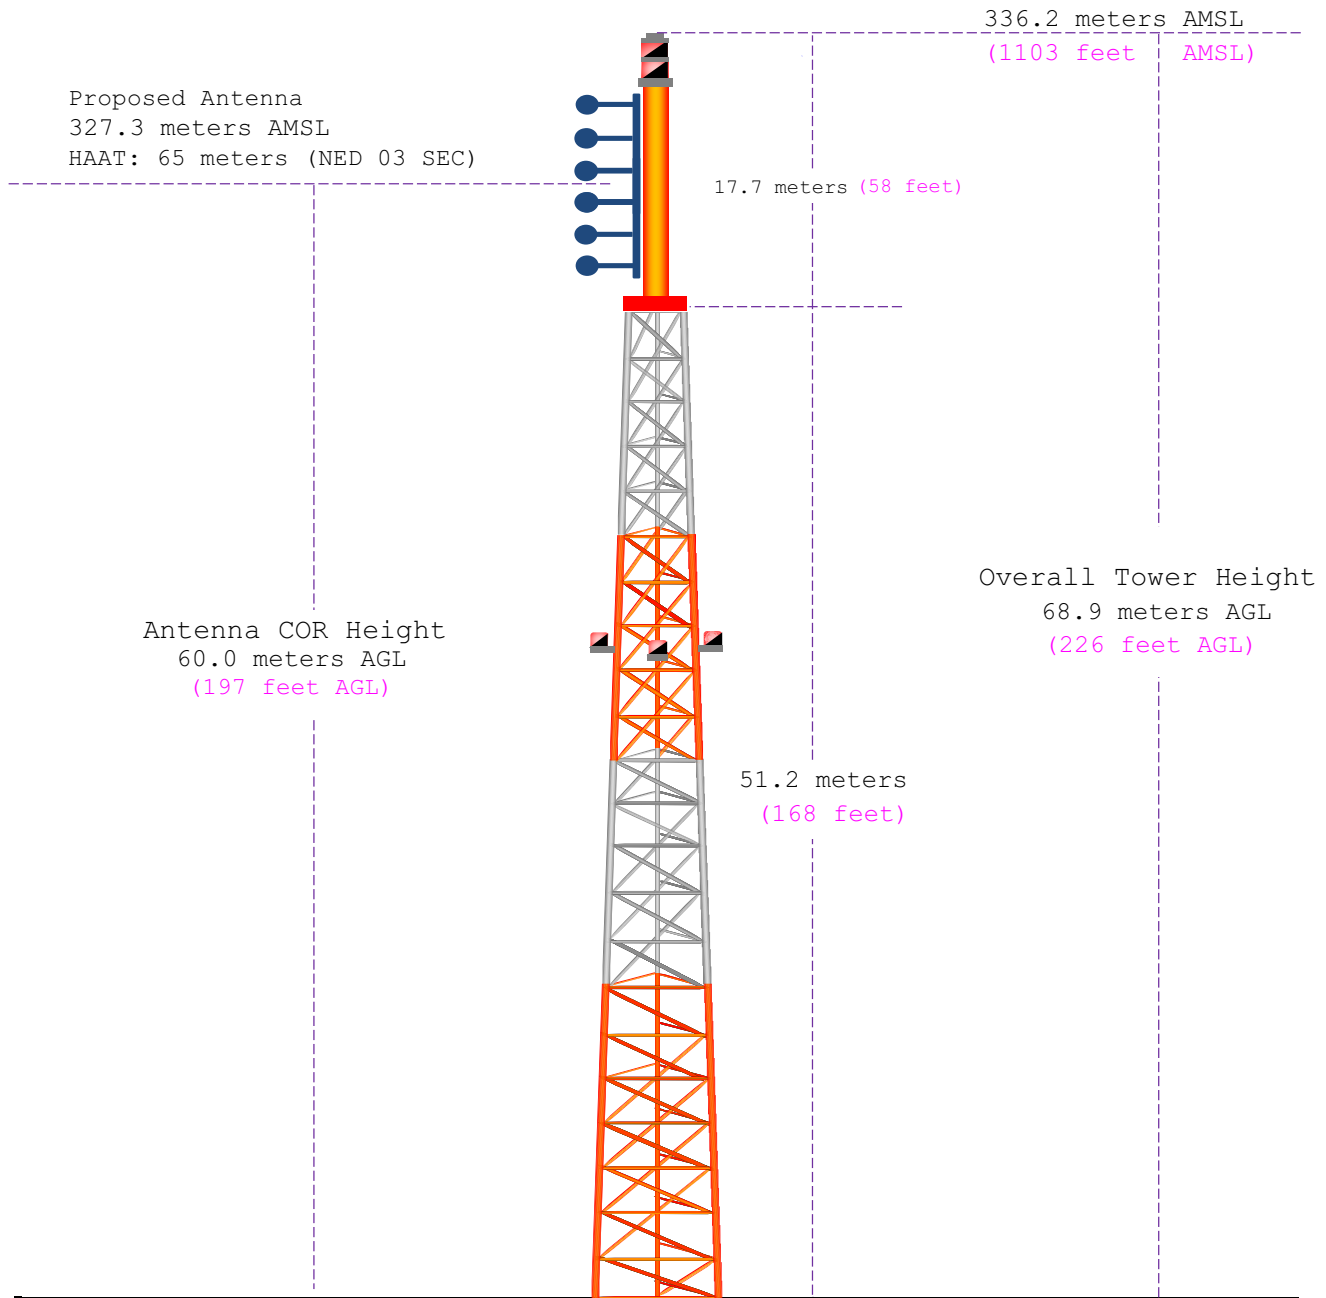 336.2 meters AMSL
(1103 feet AMSL)
Proposed Antenna
327.3 meters AMSL
HAAT: 65 meters (NED 03 SEC)
17.7 meters (58 feet)
Overall Tower Height
68.9 meters AGL
(226 feet AGL)
Antenna COR Height
60.0 meters AGL
(197 feet AGL)
51.2 meters
(168 feet)